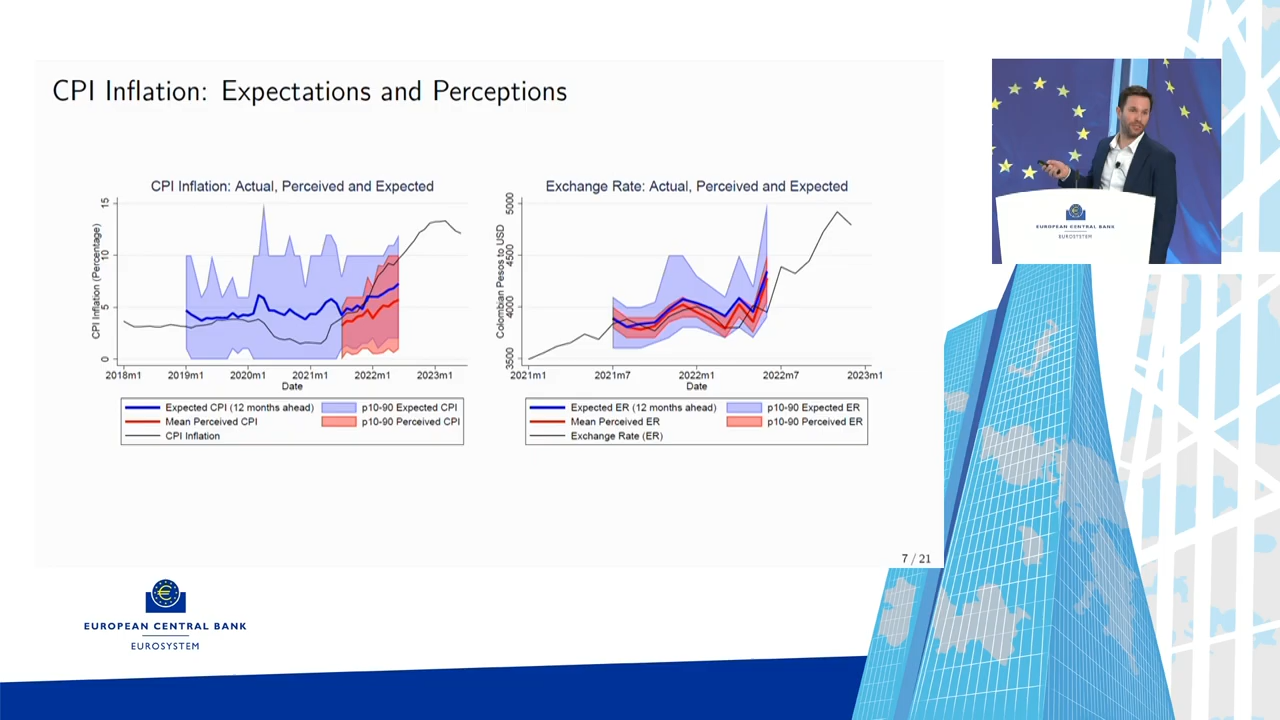 CPI Inflation: Expectations and Perceptions
CPI Inflation: Actual, Perceived and Expected
CPI Inflation (Percentage)
15
10
5
0
2018m1 2019m1 2020m1 2021m1 2022m1 2023m1
Date
Expected CPI (12 months ahead) p10-90 Expected CPI
Mean Perceived CPI p10-90 Perceived CPI
CPI Inflation
Exchange Rate: Actual, Perceived and Expected
Colombian Pesos to USD
5000
4500
4000
3500
2021m1 2021m7 2022m1 2022m7 2023m1
Date
Expected ER (12 months ahead) p10-90 Expected ER
Mean Perceived ER p10-90 Perceived ER
Exchange Rate (ER)
7 / 21
EUROPEAN CENTRAL BANK
EUROSYSTEM
EUROPEAN CENTRAL BANK
EUROSYSTEM